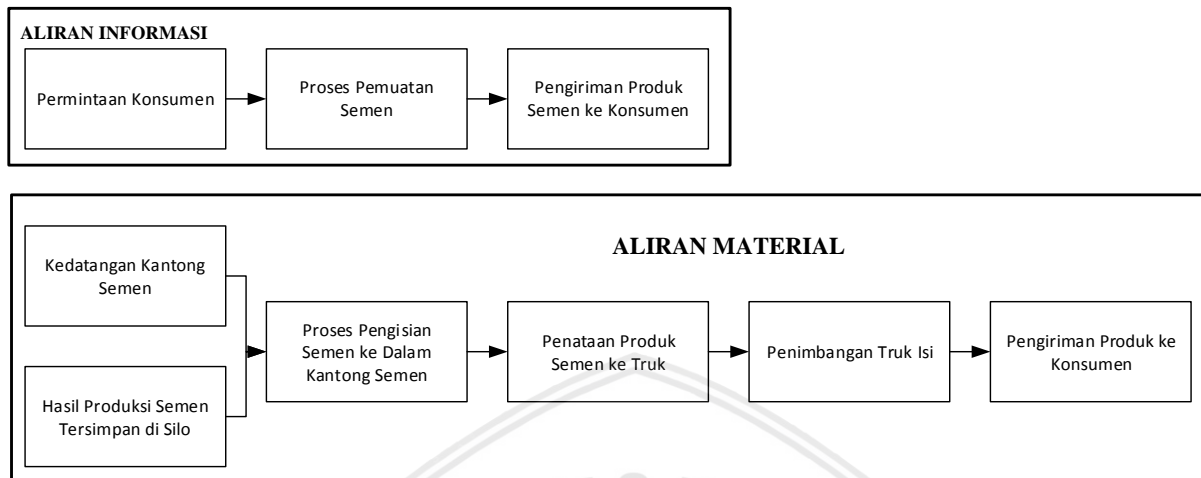 ALIRAN INFORMASI
Permintaan Konsumen
Proses Pemuatan
Semen
Pengiriman Produk
Semen ke Konsumen
ALIRAN MATERIAL
Kedatangan Kantong
Semen
Hasil Produksi Semen
Tersimpan di Silo
Proses Pengisian
Semen ke Dalam
Kantong Semen
Penataan Produk
Semen ke Truk
Penimbangan Truk Isi
Pengiriman Produk ke
Konsumen